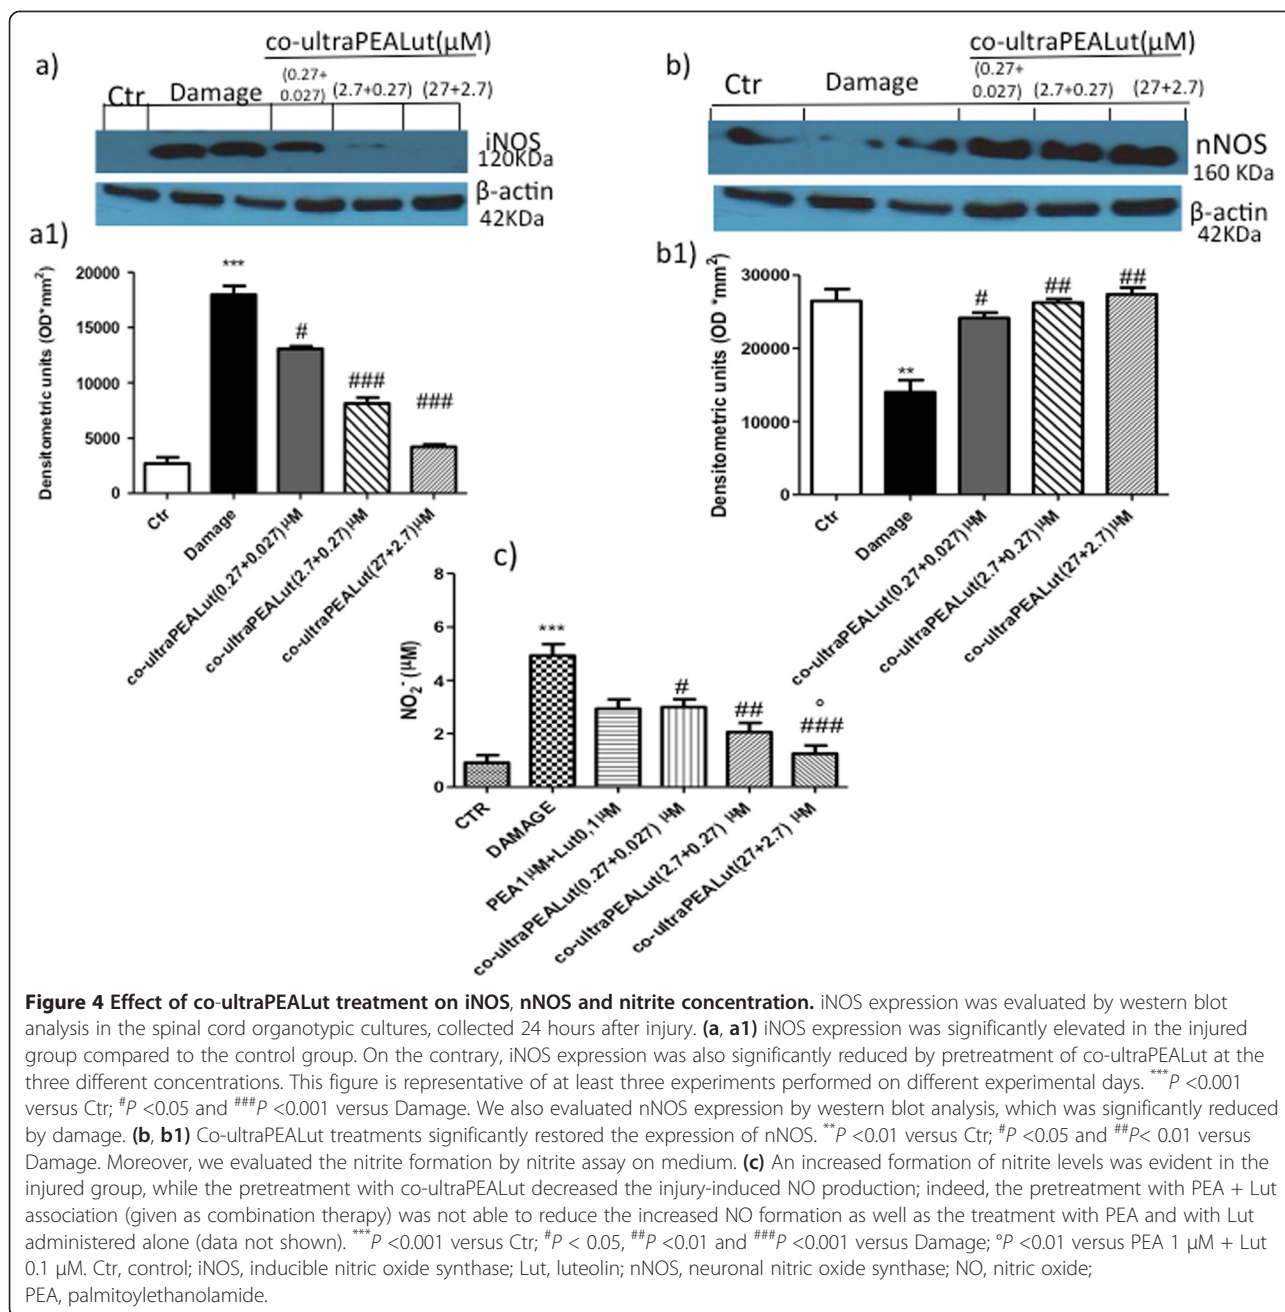 a)
co-ultraPEALut(μM)
Ctr Damage (0.27+ 0.027) (2.7+0.27) (27+2.7)
iNOS
120KDa
β-actin
42KDa
b)
co-ultraPEALut(μM)
Ctr Damage (0.27+ 0.027) (2.7+0.27) (27+2.7)
nNOS
160 KDa
β-actin
42KDa
a1)
Densitometric units (OD*mm²)
20000
15000
10000
5000
0
***
#
###
###
Ctr
Damage
co-ultraPEALut(0.27+0.027)μM
co-ultraPEALut(2.7+0.27)μM
co-ultraPEALut(27+2.7)μM
b1)
Densitometric units (OD *mm²)
30000
20000
10000
0
**
#
##
##
Ctr
Damage
co-ultraPEALut(0.27+0.027)μM
co-ultraPEALut(2.7+0.27)μM
co-ultraPEALut(27+2.7)μM
c)
NO₂⁻ (μM)
8
6
4
2
0
***
#
##
°
###
CTR
DAMAGE
PEA1μM+Lut0,1μM
co-ultraPEALut(0.27+0.027) μM
co-ultraPEALut(2.7+0.27) μM
co-ultraPEALut(27+2.7) μM
Figure 4 Effect of co-ultraPEALut treatment on iNOS, nNOS and nitrite concentration. iNOS expression was evaluated by western blot
analysis in the spinal cord organotypic cultures, collected 24 hours after injury. (a, a1) iNOS expression was significantly elevated in the injured
group compared to the control group. On the contrary, iNOS expression was also significantly reduced by pretreatment of co-ultraPEALut at the
three different concentrations. This figure is representative of at least three experiments performed on different experimental days. ***P <0.001
versus Ctr; #P <0.05 and ###P <0.001 versus Damage. We also evaluated nNOS expression by western blot analysis, which was significantly reduced
by damage. (b, b1) Co-ultraPEALut treatments significantly restored the expression of nNOS. **P <0.01 versus Ctr; #P <0.05 and ##P< 0.01 versus
Damage. Moreover, we evaluated the nitrite formation by nitrite assay on medium. (c) An increased formation of nitrite levels was evident in the
injured group, while the pretreatment with co-ultraPEALut decreased the injury-induced NO production; indeed, the pretreatment with PEA + Lut
association (given as combination therapy) was not able to reduce the increased NO formation as well as the treatment with PEA and with Lut
administered alone (data not shown). ***P <0.001 versus Ctr; #P < 0.05, ##P <0.01 and ###P <0.001 versus Damage; °P <0.01 versus PEA 1 μM + Lut
0.1 μM. Ctr, control; iNOS, inducible nitric oxide synthase; Lut, luteolin; nNOS, neuronal nitric oxide synthase; NO, nitric oxide;
PEA, palmitoylethanolamide.